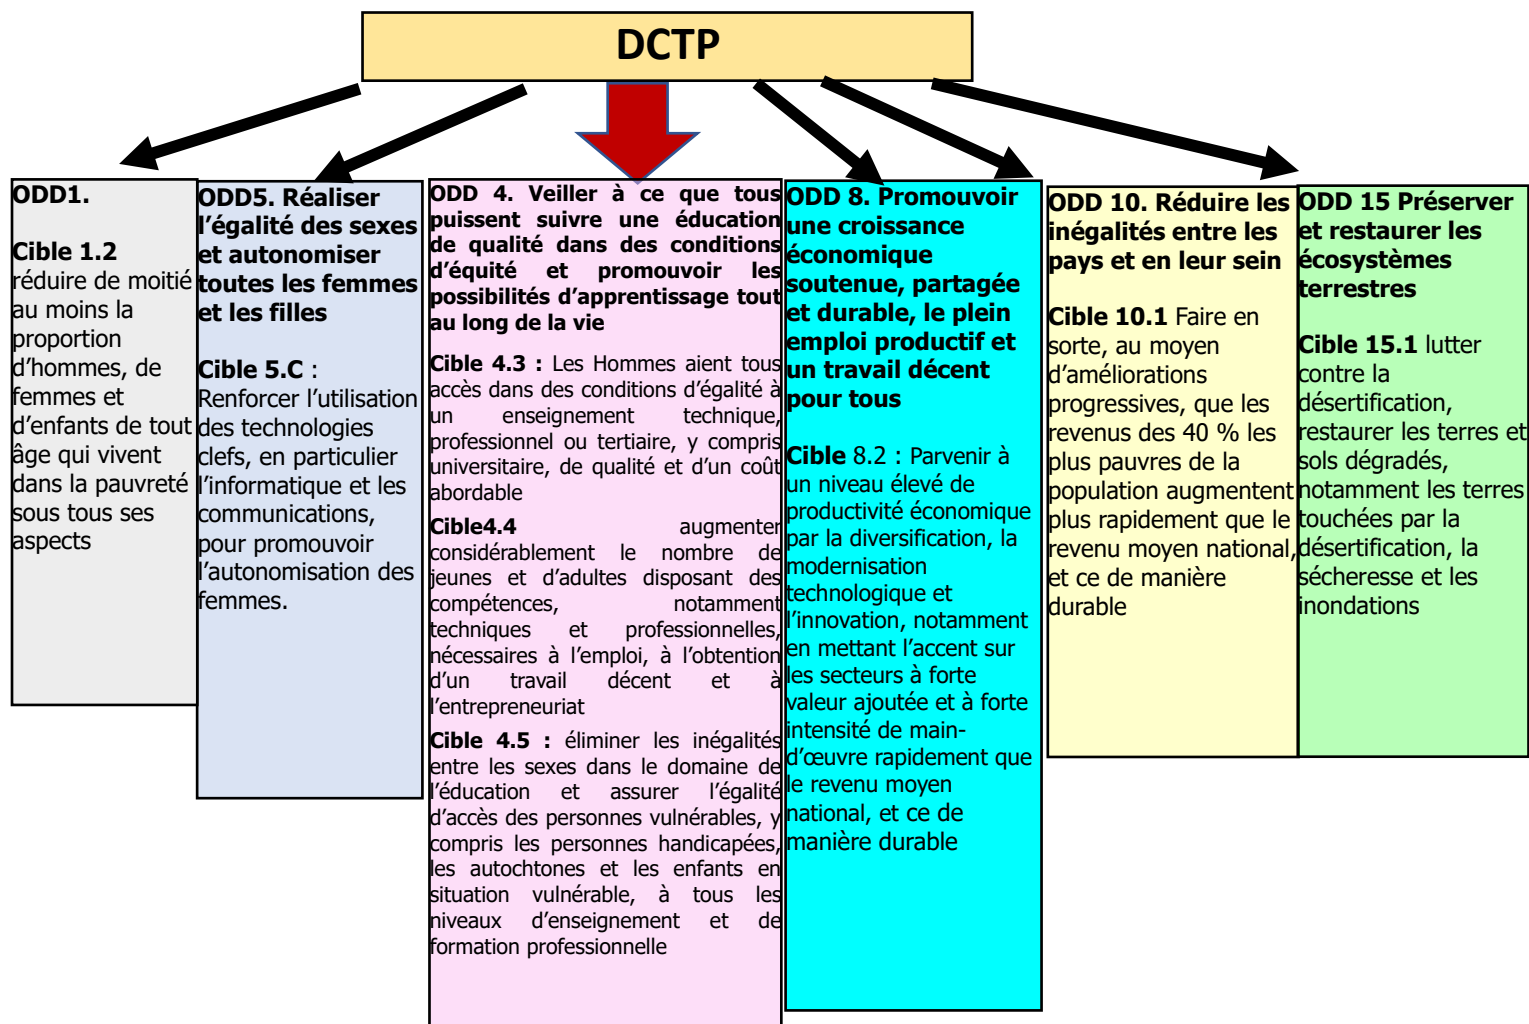 DCTP
ODD1.
Cible 1.2
réduire de moitié
au moins la
proportion
d’hommes, de
femmes et
d’enfants de tout
âge qui vivent
dans la pauvreté
sous tous ses
aspects
ODD5. Réaliser
l’égalité des sexes
et autonomiser
toutes les femmes
et les filles
Cible 5.C :
Renforcer l’utilisation
des technologies
clefs, en particulier
l’informatique et les
communications,
pour promouvoir
l’autonomisation des
femmes.
ODD 4. Veiller à ce que tous
puissent suivre une éducation
de qualité dans des conditions
d’équité et promouvoir les
possibilités d’apprentissage tout
au long de la vie
Cible 4.3 : Les Hommes aient tous
accès dans des conditions d’égalité à
un enseignement technique,
professionnel ou tertiaire, y compris
universitaire, de qualité et d’un coût
abordable
Cible4.4 augmenter
considérablement le nombre de
jeunes et d’adultes disposant des
compétences, notamment
techniques et professionnelles,
nécessaires à l’emploi, à l’obtention
d’un travail décent et à
l’entrepreneuriat
Cible 4.5 : éliminer les inégalités
entre les sexes dans le domaine de
l’éducation et assurer l’égalité
d’accès des personnes vulnérables, y
compris les personnes handicapées,
les autochtones et les enfants en
situation vulnérable, à tous les
niveaux d’enseignement et de
formation professionnelle
ODD 8. Promouvoir
une croissance
économique
soutenue, partagée
et durable, le plein
emploi productif et
un travail décent
pour tous
Cible 8.2 : Parvenir à
un niveau élevé de
productivité économique
par la diversification, la
modernisation
technologique et
l’innovation, notamment
en mettant l’accent sur
les secteurs à forte
valeur ajoutée et à forte
intensité de main-
d’œuvre rapidement que
le revenu moyen
national, et ce de
manière durable
ODD 10. Réduire les
inégalités entre les
pays et en leur sein
Cible 10.1 Faire en
sorte, au moyen
d’améliorations
progressives, que les
revenus des 40 % les
plus pauvres de la
population augmentent
plus rapidement que le
revenu moyen national,
et ce de manière
durable
ODD 15 Préserver
et restaurer les
écosystèmes
terrestres
Cible 15.1 lutter
contre la
désertification,
restaurer les terres et
sols dégradés,
notamment les terres
touchées par la
désertification, la
sécheresse et les
inondations